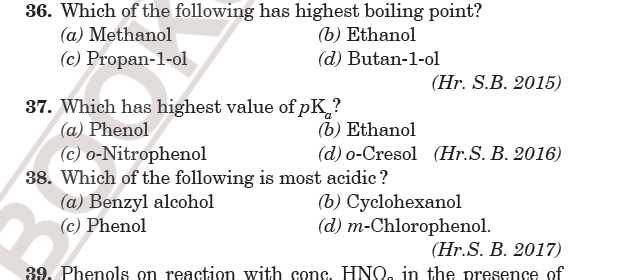 36. Which of the following has highest boiling point?
(a) Methanol (b) Ethanol
(c) Propan-1-ol (d) Butan-1-ol
(Hr. S.B. 2015)
37. Which has highest value of pKa?
(a) Phenol (b) Ethanol
(c) o-Nitrophenol (d) o-Cresol (Hr.S. B. 2016)
38. Which of the following is most acidic?
(a) Benzyl alcohol (b) Cyclohexanol
(c) Phenol (d) m-Chlorophenol.
(Hr.S. B. 2017)
39. Phenols on reaction with conc. HNO3 in the presence of
BOOK